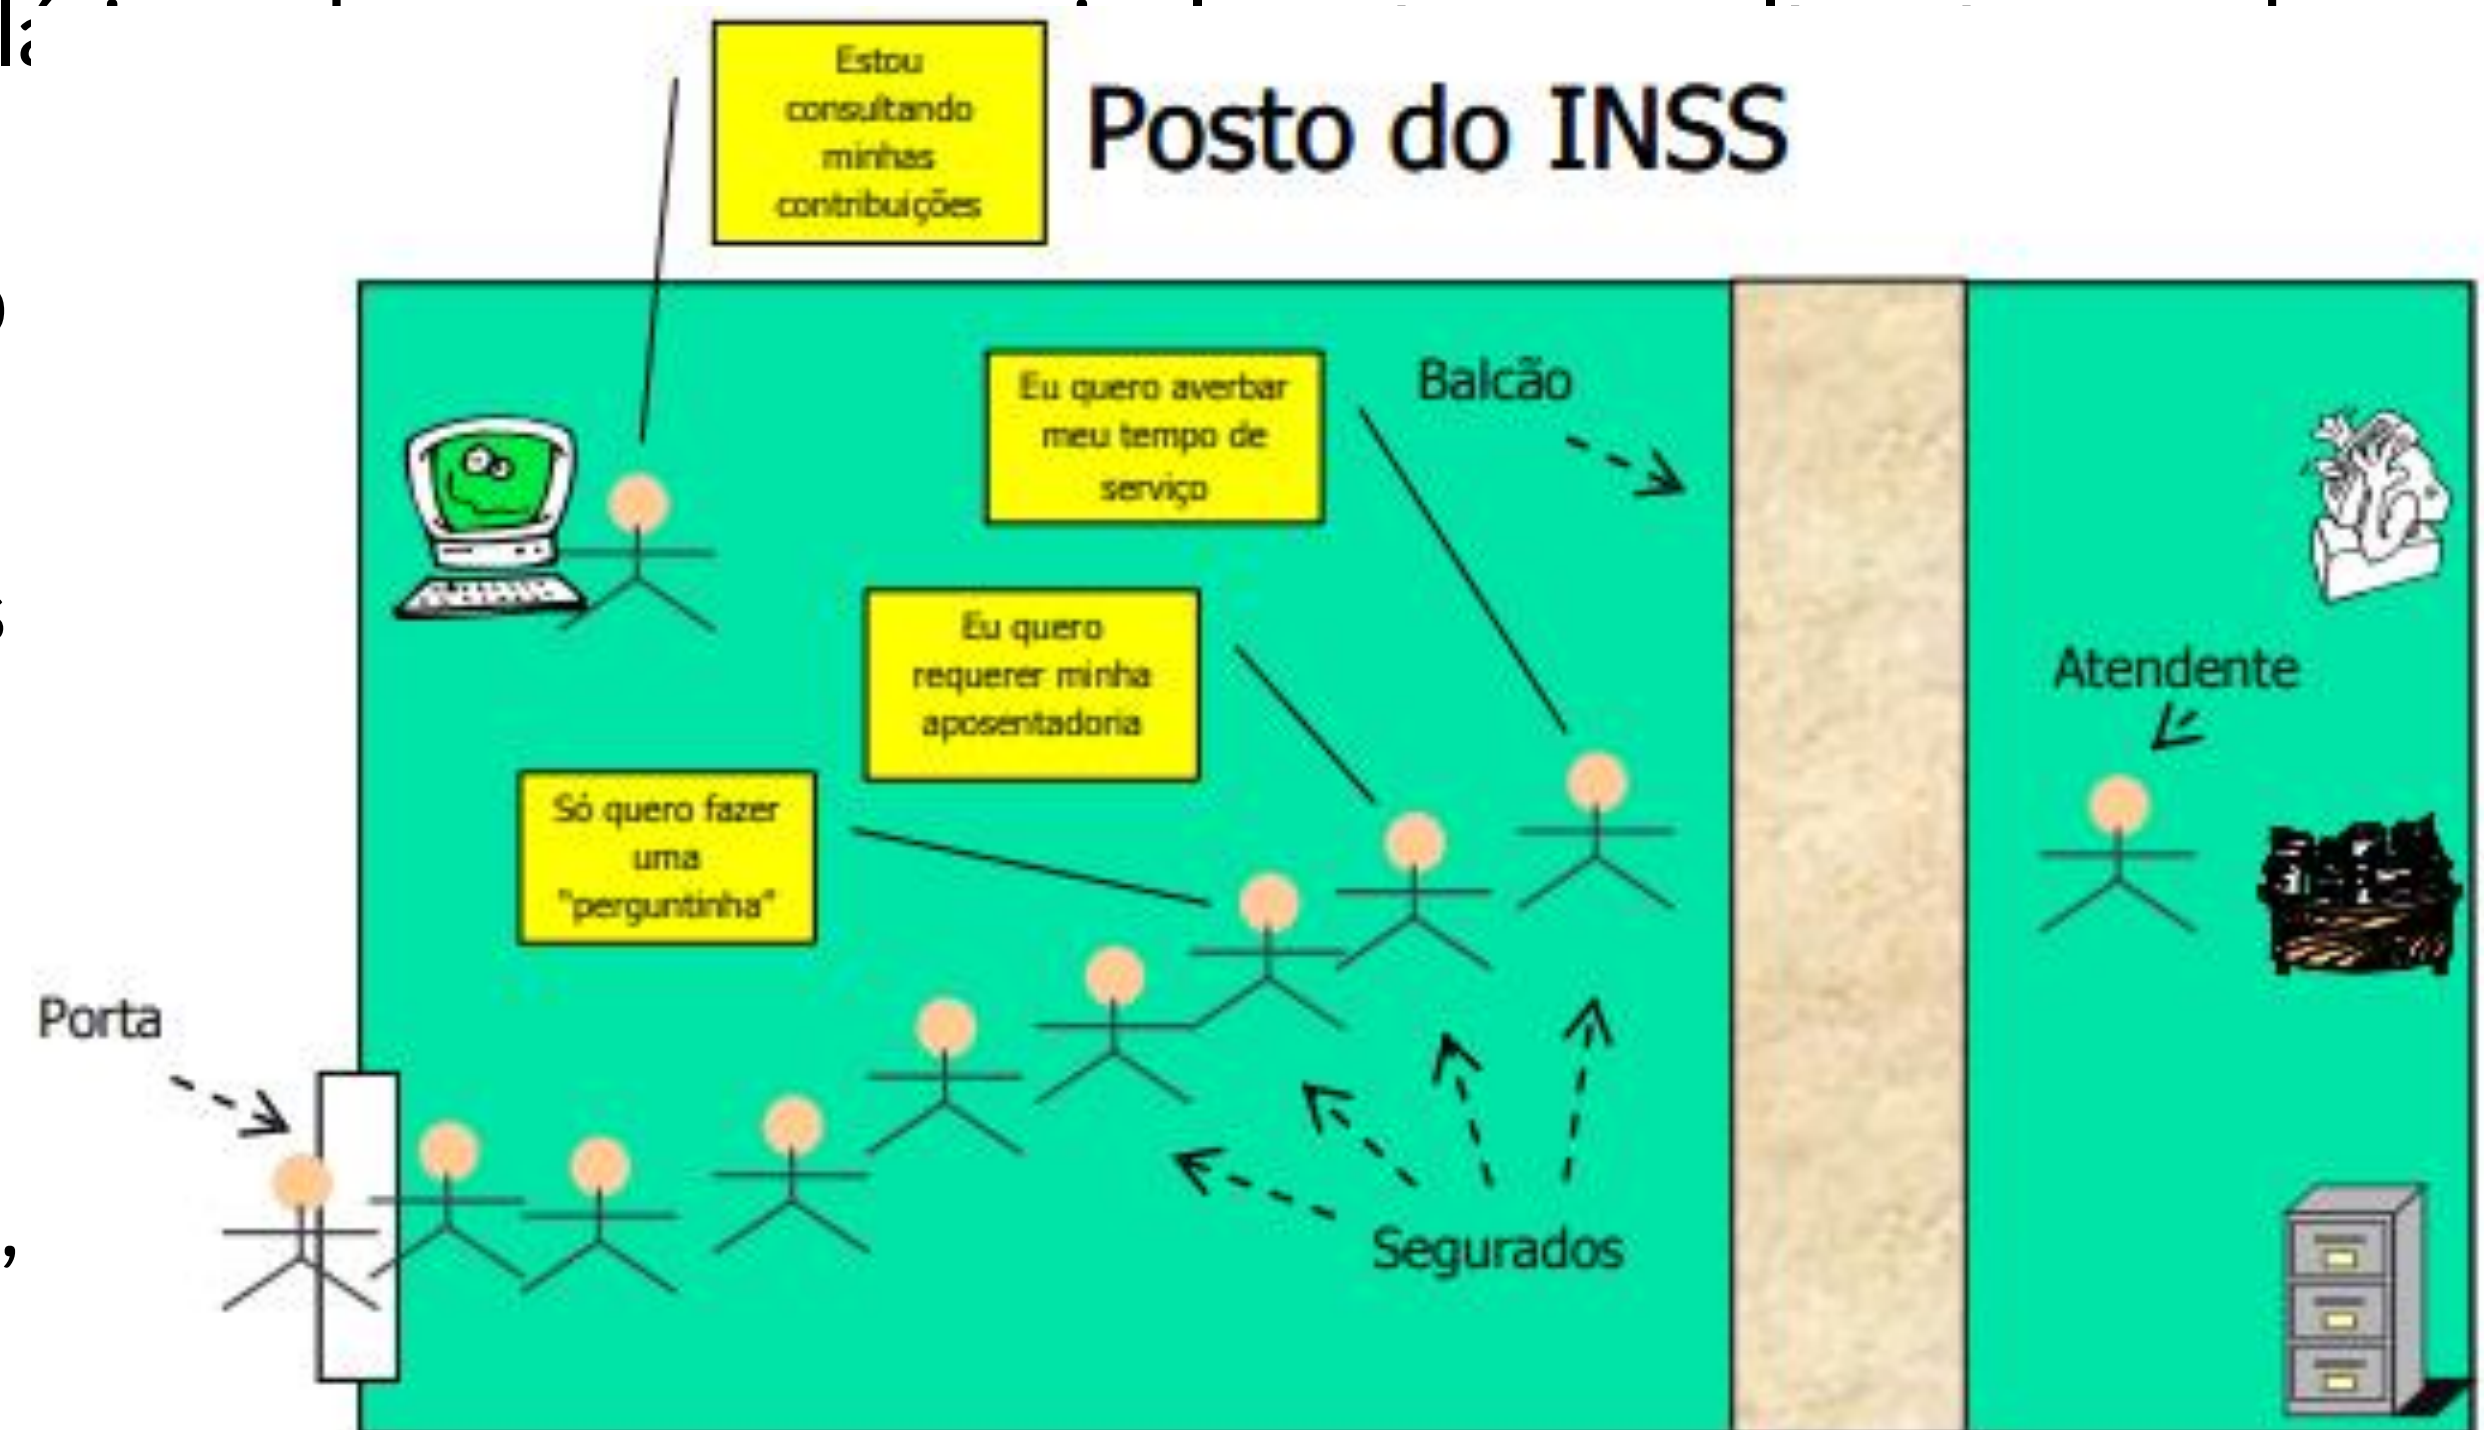 Estou
consultando
minhas
contribuições
Posto do INSS
Eu quero averbar
meu tempo de
serviço
Balcão
Eu quero
requerer minha
aposentadoria
Atendente
Só quero fazer
uma
"perguntinha"
Porta
Segurados